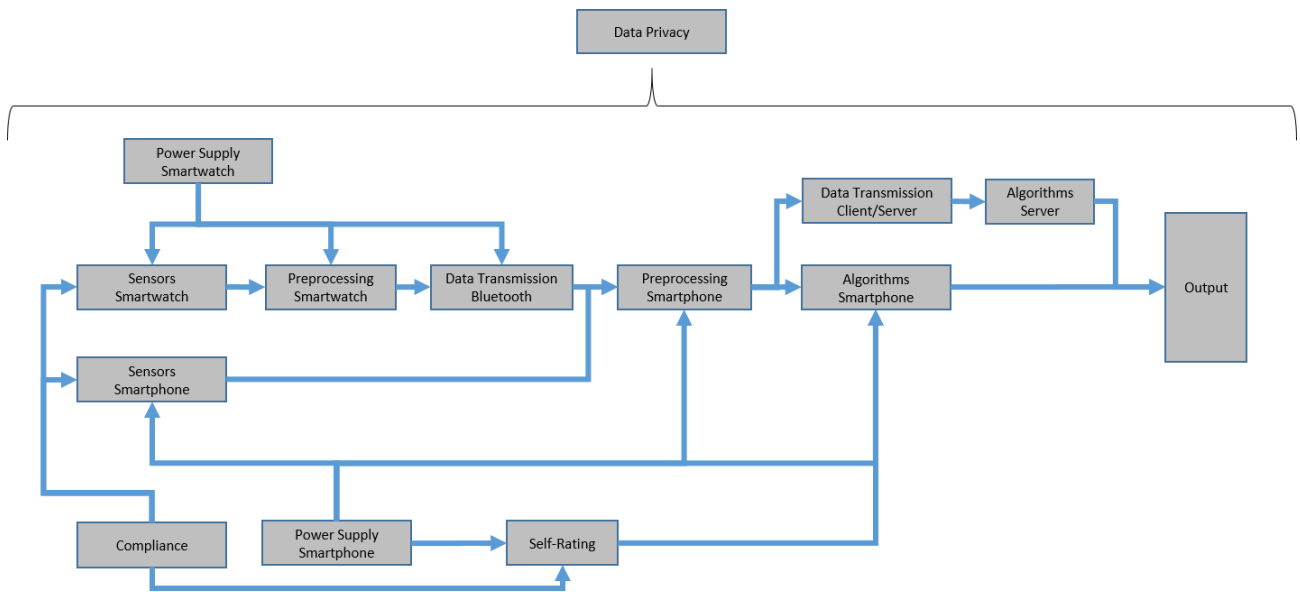 Data Privacy
Power Supply
Smartwatch
Data Transmission
Client/Server
Algorithms
Server
Sensors
Smartwatch
Preprocessing
Smartwatch
Data Transmission
Bluetooth
Preprocessing
Smartphone
Algorithms
Smartphone
Output
Sensors
Smartphone
Compliance
Power Supply
Smartphone
Self-Rating